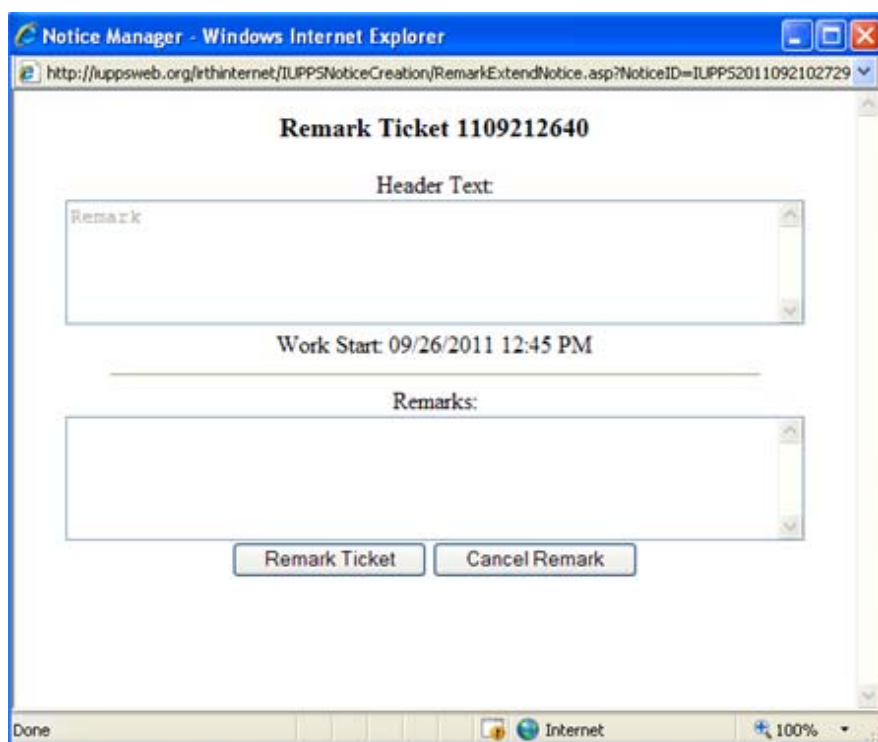 Notice Manager - Windows Internet Explorer
http://iuppsweb.org/irthinternet/IUPPSNoticeCreation/RemarkExtendNotice.asp?NoticeID=IUPPS2011092102729
Remark Ticket 1109212640
Header Text:
Remark
Work Start: 09/26/2011 12:45 PM
Remarks:
Remark Ticket Cancel Remark
Done Internet 100%